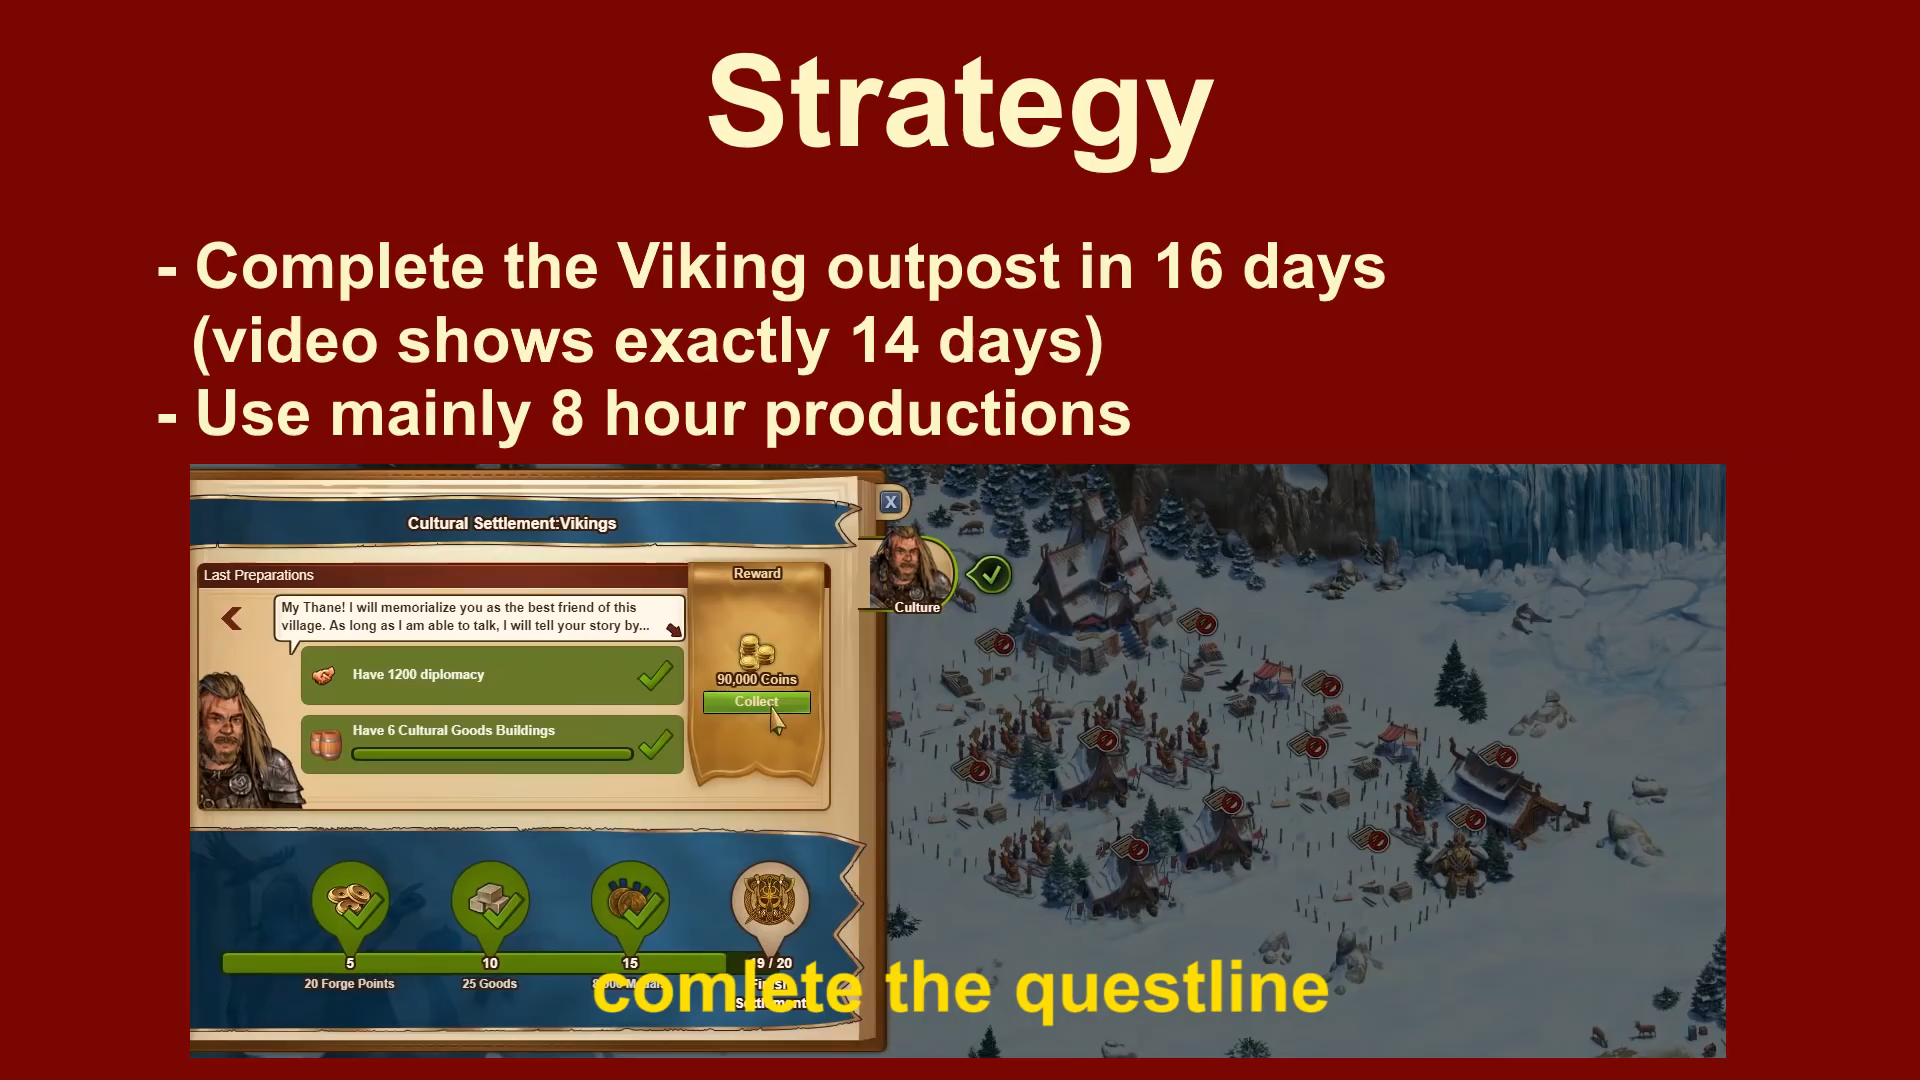 Strategy
- Complete the Viking outpost in 16 days
(video shows exactly 14 days)
- Use mainly 8 hour productions
Cultural Settlement:Vikings
X
Last Preparations
Reward
My Thane! I will memorialize you as the best friend of this
village. As long as I am able to talk, I will tell your story by...
Culture
Have 1200 diplomacy
90,000 Coins
Collect
Have 6 Cultural Goods Buildings
5
10
15
19 / 20
20 Forge Points
25 Goods
comlete the questline